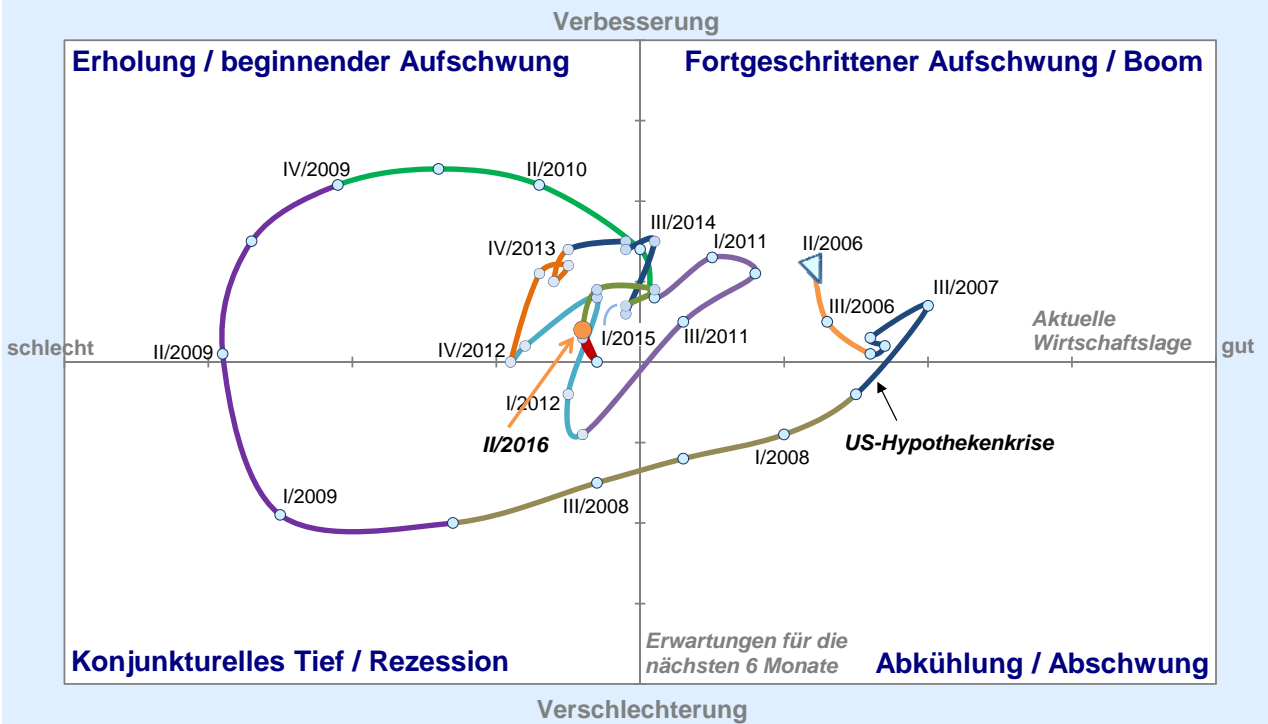 Verbesserung
Erholung / beginnender Aufschwung
Fortgeschrittener Aufschwung / Boom
IV/2009
II/2010
III/2014
I/2011
II/2006
IV/2013
III/2007
III/2006
Aktuelle
Wirtschaftslage
I/2015
III/2011
schlecht
II/2009
IV/2012
gut
I/2012
II/2016
US-Hypothekenkrise
I/2008
I/2009
III/2008
Erwartungen für die
nächsten 6 Monate
Konjunkturelles Tief / Rezession
Abkühlung / Abschwung
Verschlechterung